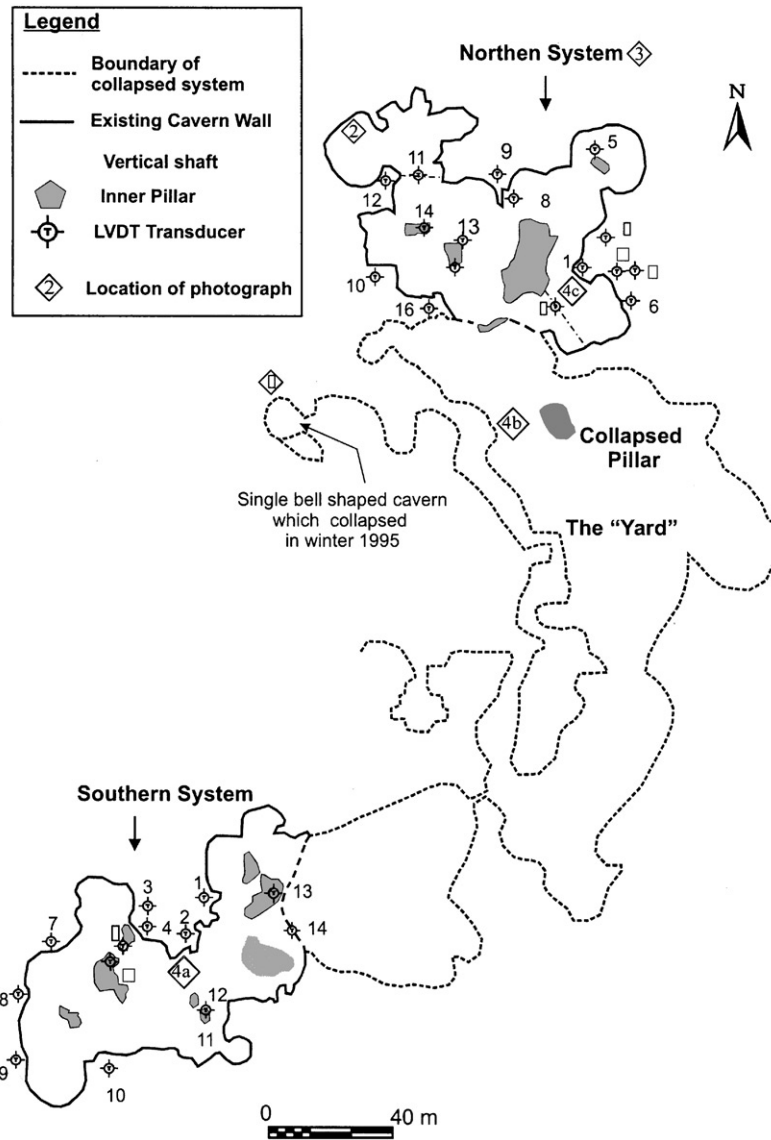 Legend
Boundary of
collapsed system
Existing Cavern Wall
Vertical shaft
Inner Pillar
LVDT Transducer
2
Location of photograph
Northen System 3
N
2
11
9
5
12
8
14
13
1
10
4c
6
16
4b
Collapsed
Pillar
Single bell shaped cavern
which collapsed
in winter 1995
The “Yard”
Southern System
3
1
13
7
4
2
14
4a
8
12
11
9
10
0
40 m